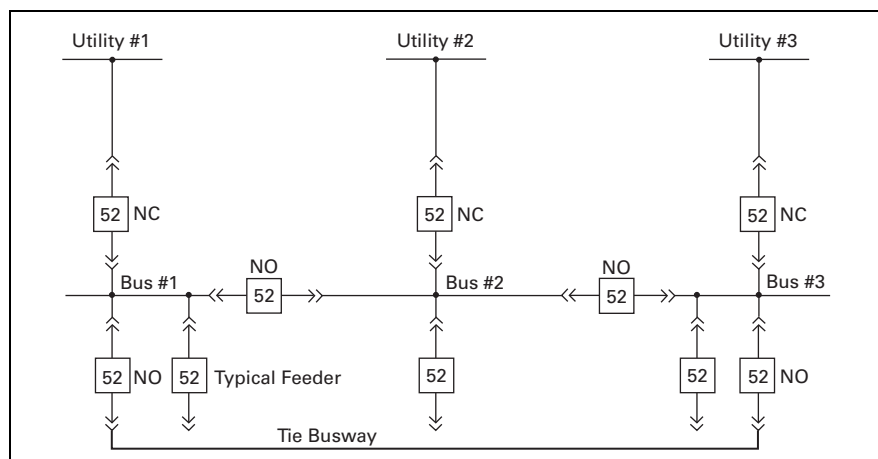 Utility #1
Utility #2
Utility #3
52 NC
52 NC
52 NC
NO
NO
Bus #1
52
Bus #2
52
Bus #3
52 NO
52 Typical Feeder
52
52
52 NO
Tie Busway